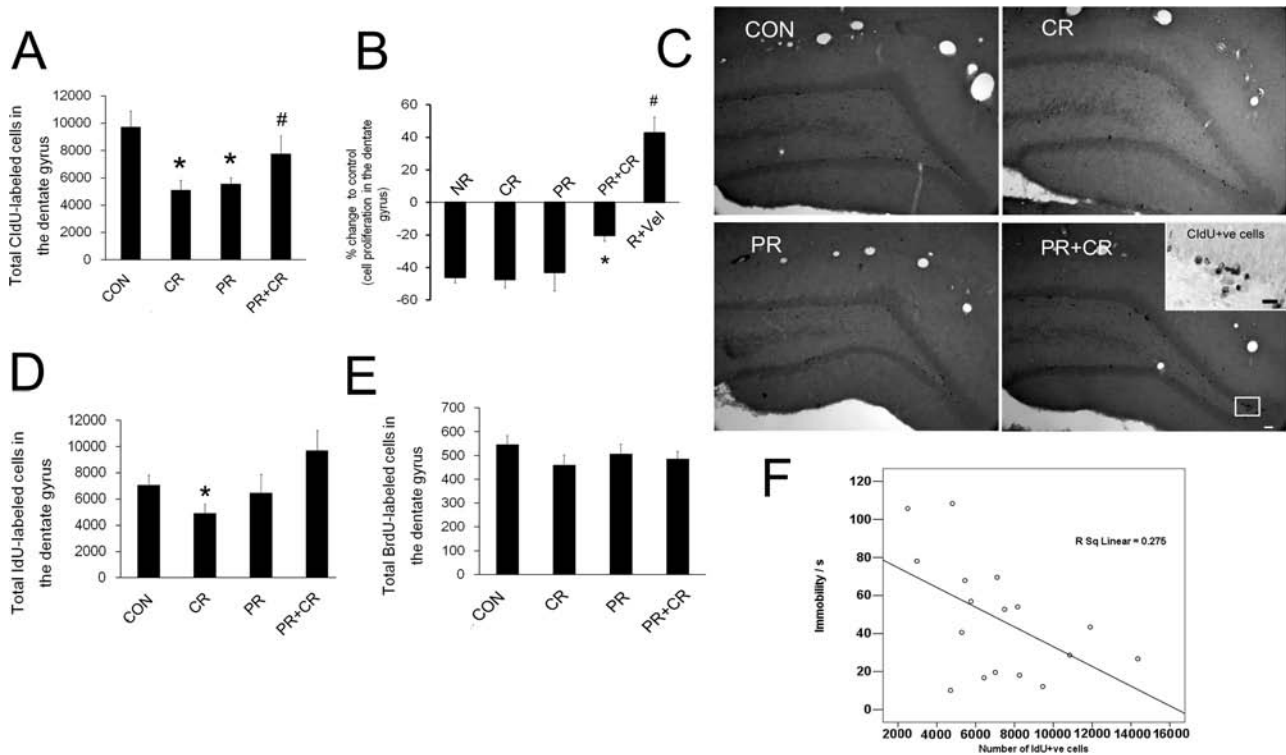 A
Total CldU-labeled cells in
the dentate gyrus
12000
10000
8000
6000
4000
2000
0
*
*
#
CON
CR
PR
PR+CR
B
% change to control
(cell proliferation in the dentate
gyrus)
60
40
20
0
-20
-40
-60
NR
CR
PR
PR+CR
R+Vel
*
#
C
CON
CR
PR
PR+CR
CldU+ve cells
D
Total IdU-labeled cells in
the dentate gyrus
12000
10000
8000
6000
4000
2000
0
*
CON
CR
PR
PR+CR
E
Total BrdU-labeled cells in
the dentate gyrus
700
600
500
400
300
200
100
0
CON
CR
PR
PR+CR
F
Immobility / s
120
100
80
60
40
20
0
R Sq Linear = 0.275
2000 4000 6000 8000 10000 12000 14000 16000
Number of IdU+ve cells